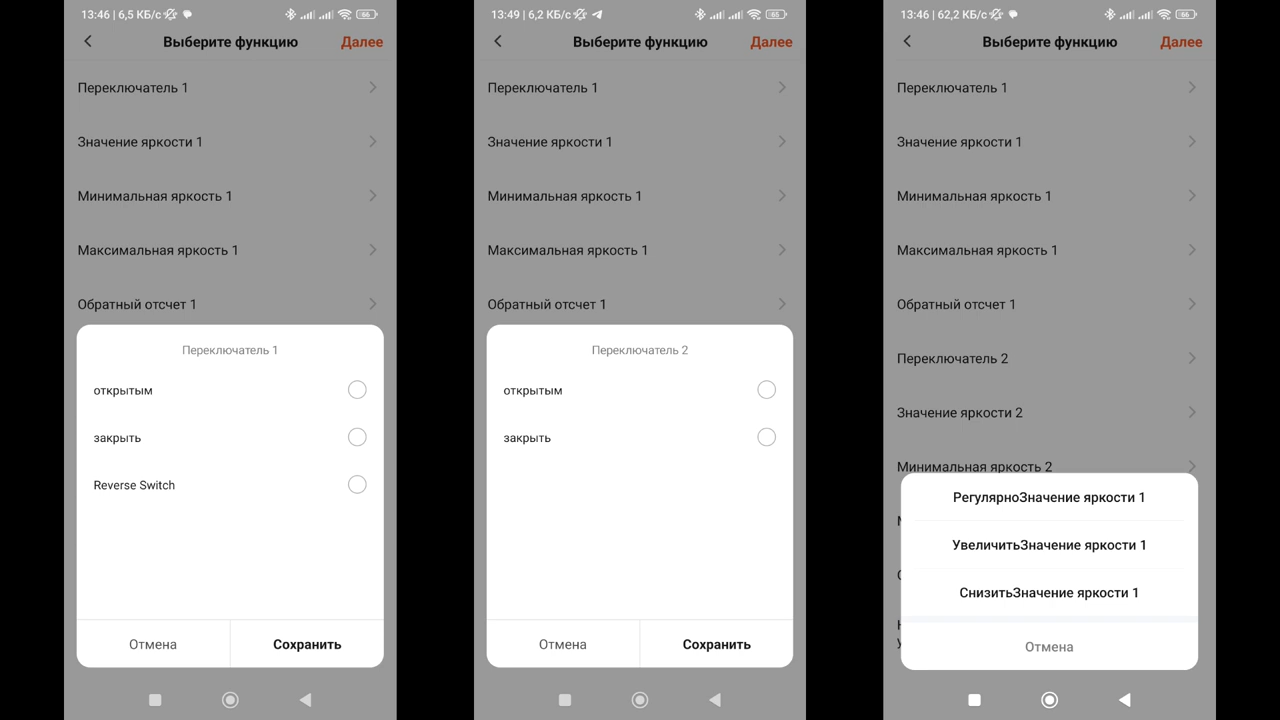 13:46 | 6,5 КБ/с
66
Выберите функцию
Далее
Переключатель 1
Значение яркости 1
Минимальная яркость 1
Максимальная яркость 1
Обратный отсчет 1
Переключатель 1
открытым
закрыть
Reverse Switch
Отмена
Сохранить
13:49 | 6,2 КБ/с
65
Выберите функцию
Далее
Переключатель 1
Значение яркости 1
Минимальная яркость 1
Максимальная яркость 1
Обратный отсчет 1
Переключатель 2
открытым
закрыть
Отмена
Сохранить
13:46 | 62,2 КБ/с
66
Выберите функцию
Далее
Переключатель 1
Значение яркости 1
Минимальная яркость 1
Максимальная яркость 1
Обратный отсчет 1
Переключатель 2
Значение яркости 2
Минимальная яркость 2
РегулярноЗначение яркости 1
УвеличитьЗначение яркости 1
СнизитьЗначение яркости 1
Отмена